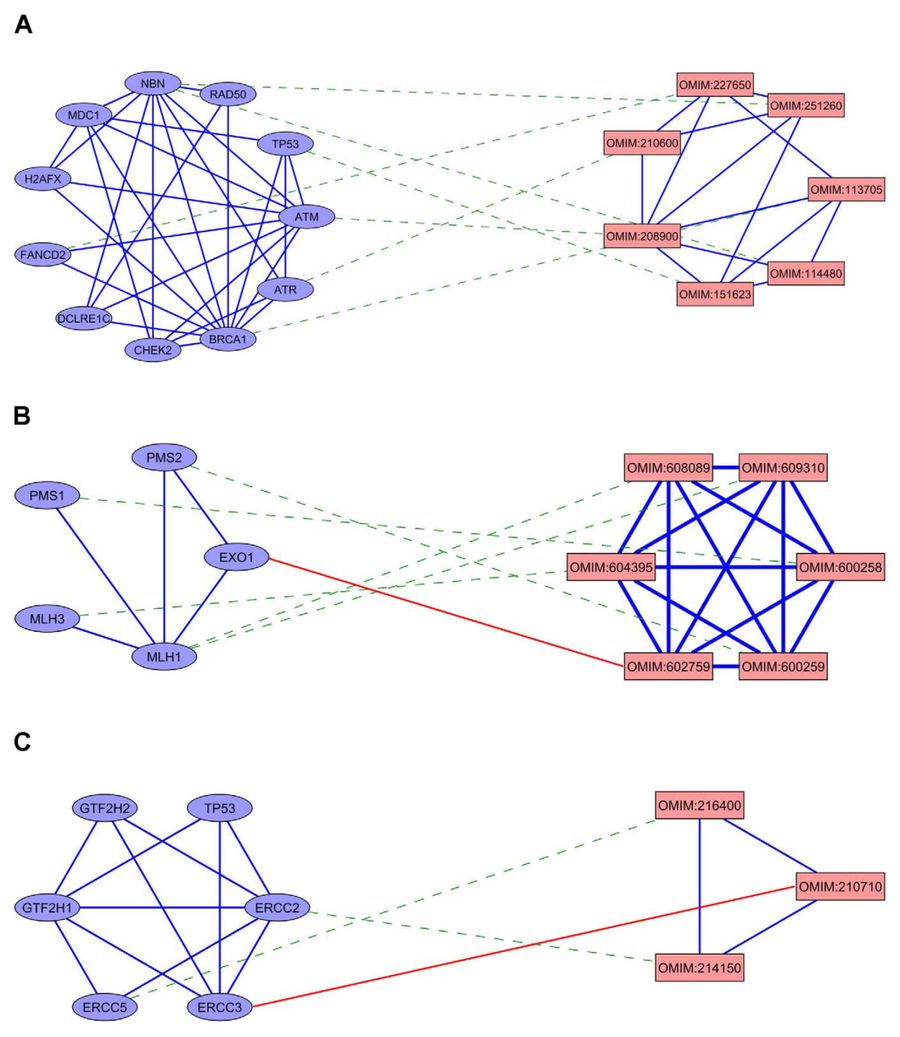 A
NBN
RAD50
MDC1
TP53
H2AFX
ATM
FANCD2
ATR
DCLRE1C
BRCA1
CHEK2
OMIM:227650
OMIM:251260
OMIM:210600
OMIM:113705
OMIM:208900
OMIM:114480
OMIM:151623
B
PMS2
PMS1
EXO1
MLH3
MLH1
OMIM:608089
OMIM:609310
OMIM:604395
OMIM:600258
OMIM:602759
OMIM:600259
C
GTF2H2
TP53
GTF2H1
ERCC2
ERCC5
ERCC3
OMIM:216400
OMIM:210710
OMIM:214150